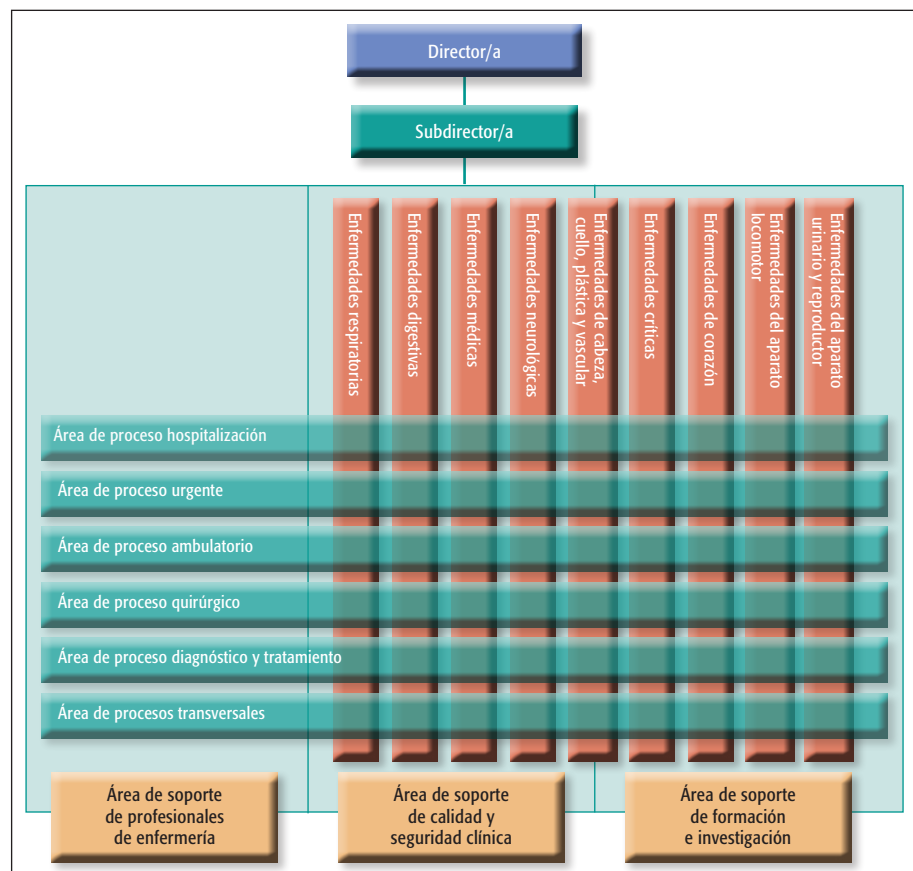 Director/a
Subdirector/a
Enfermedades respiratorias
Enfermedades digestivas
Enfermedades médicas
Enfermedades neurológicas
Enfermedades de cabeza,
cuello, plástica y vascular
Enfermedades críticas
Enfermedades de corazón
Enfermedades del aparato
locomotor
Enfermedades del aparato
urinario y reproductor
Área de proceso hospitalización
Área de proceso urgente
Área de proceso ambulatorio
Área de proceso quirúrgico
Área de proceso diagnóstico y tratamiento
Área de procesos transversales
Área de soporte
de profesionales
de enfermería
Área de soporte
de calidad y
seguridad clínica
Área de soporte
de formación
e investigación